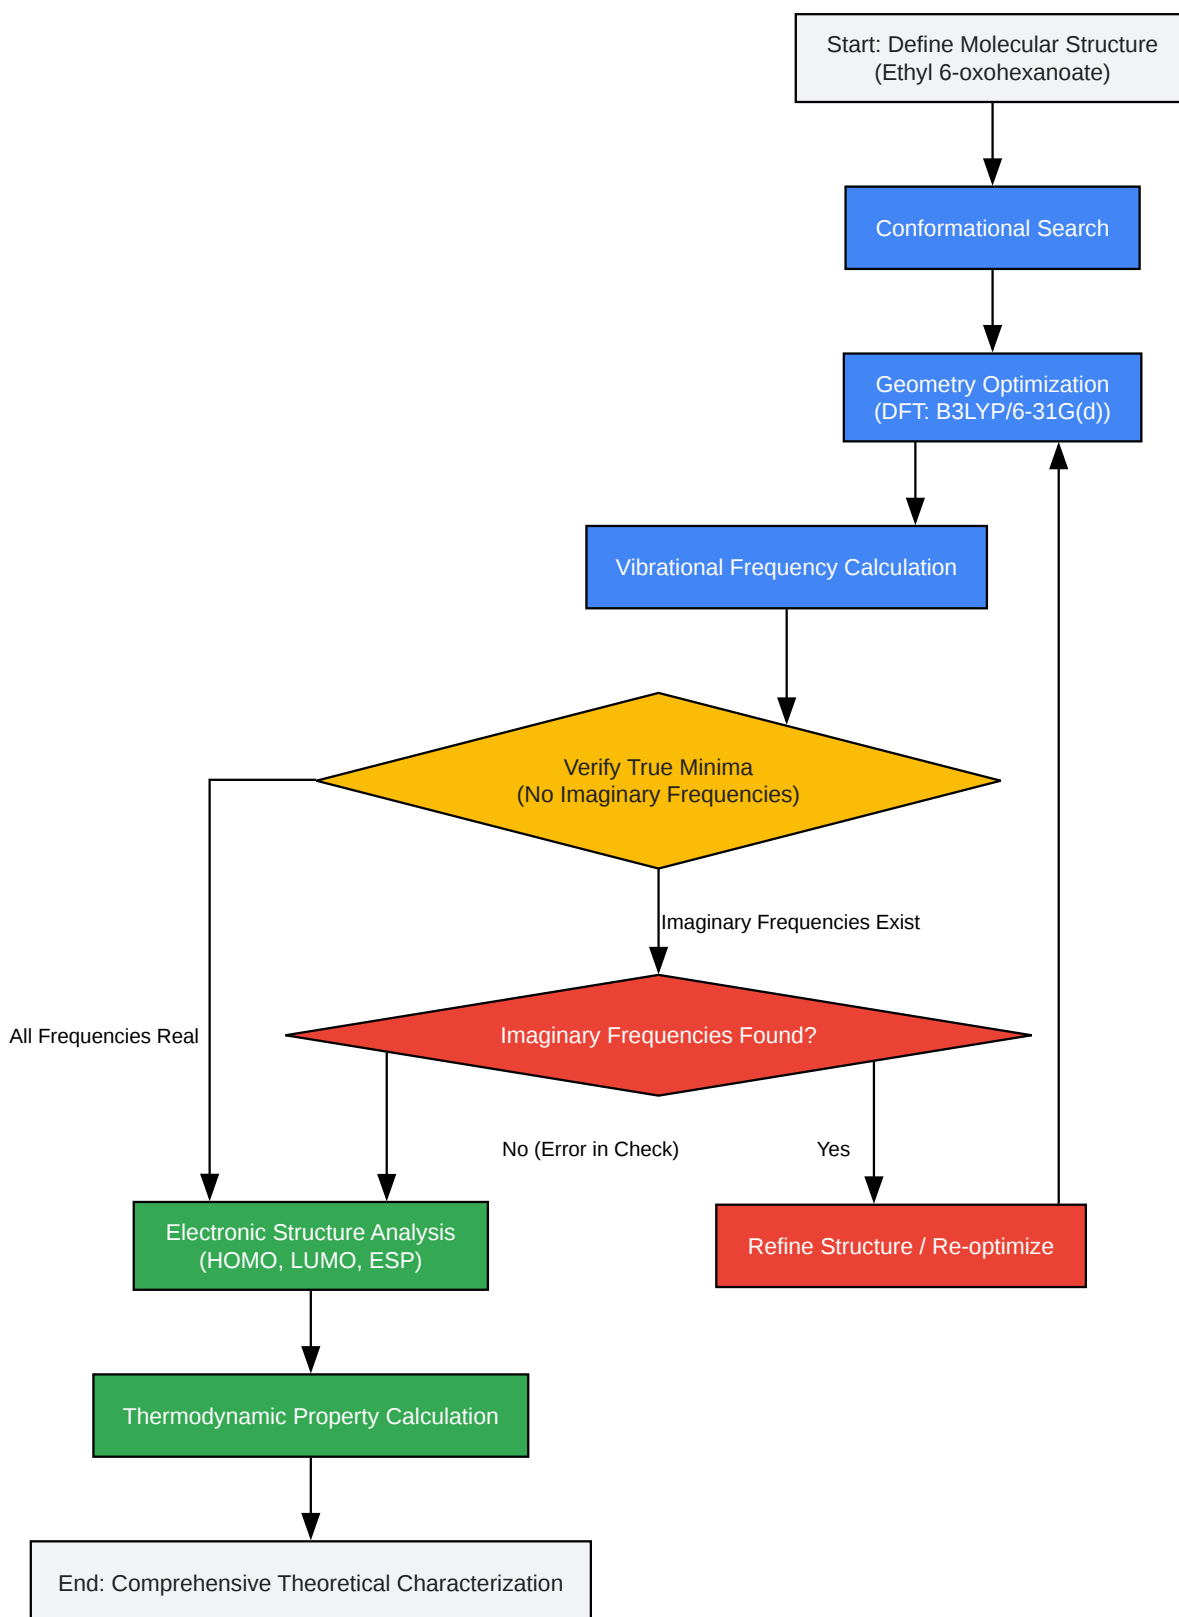 Start: Define Molecular Structure
(Ethyl 6-oxohexanoate)
Conformational Search
Geometry Optimization
(DFT: B3LYP/6-31G(d))
Vibrational Frequency Calculation
Verify True Minima
(No Imaginary Frequencies)
Imaginary Frequencies Exist
All Frequencies Real
Imaginary Frequencies Found?
No (Error in Check)
Yes
Electronic Structure Analysis
(HOMO, LUMO, ESP)
Refine Structure / Re-optimize
Thermodynamic Property Calculation
End: Comprehensive Theoretical Characterization